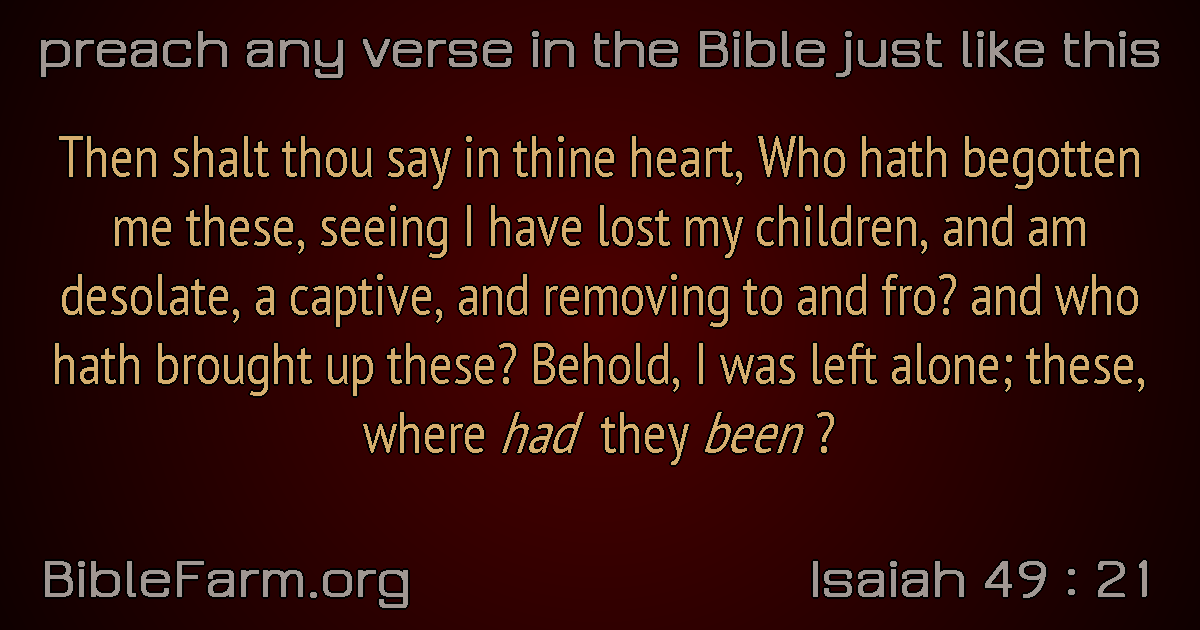 preach any verse in the Bible just like this
Then shalt thou say in thine heart, Who hath begotten
me these, seeing I have lost my children, and am
desolate, a captive, and removing to and fro? and who
hath brought up these? Behold, I was left alone; these,
where had they been ?
BibleFarm.org
Isaiah 49 : 21